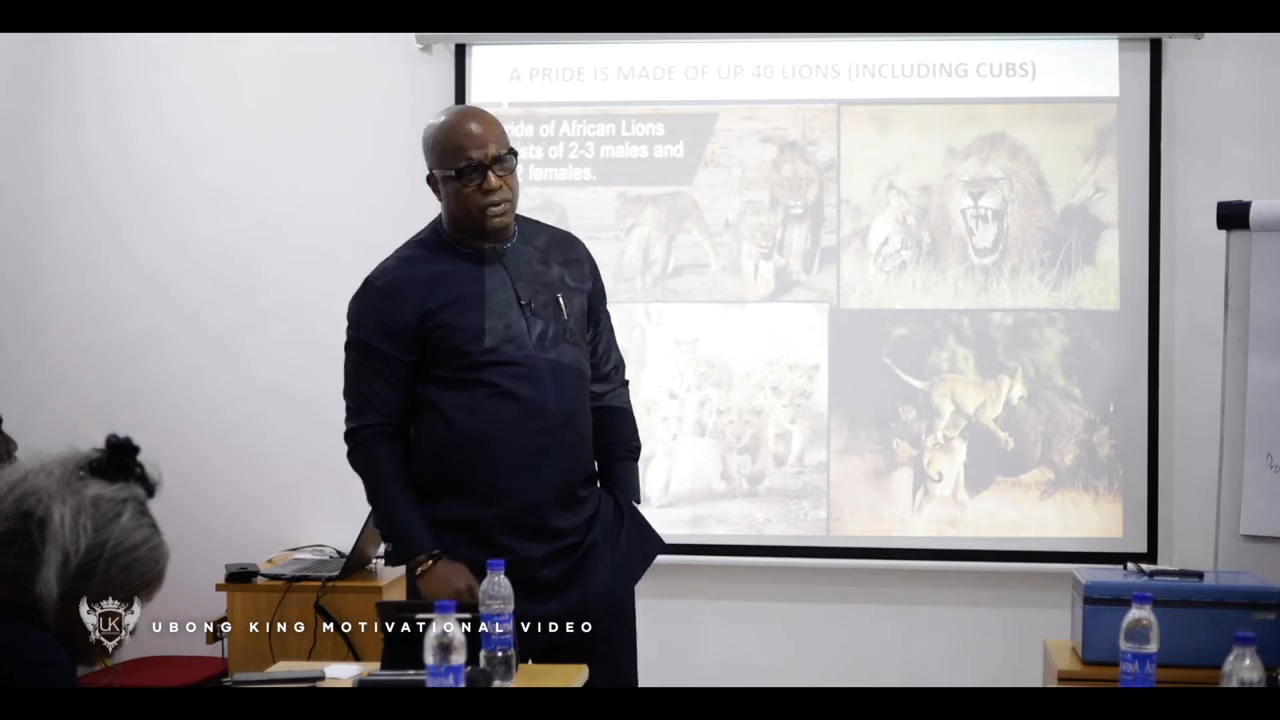 A PRIDE IS MADE OF UP 40 LIONS (INCLUDING CUBS)
ride of African Lions
ists of 2-3 males and
2 females.
UK
UBONG KING MOTIVATIONAL VIDEO